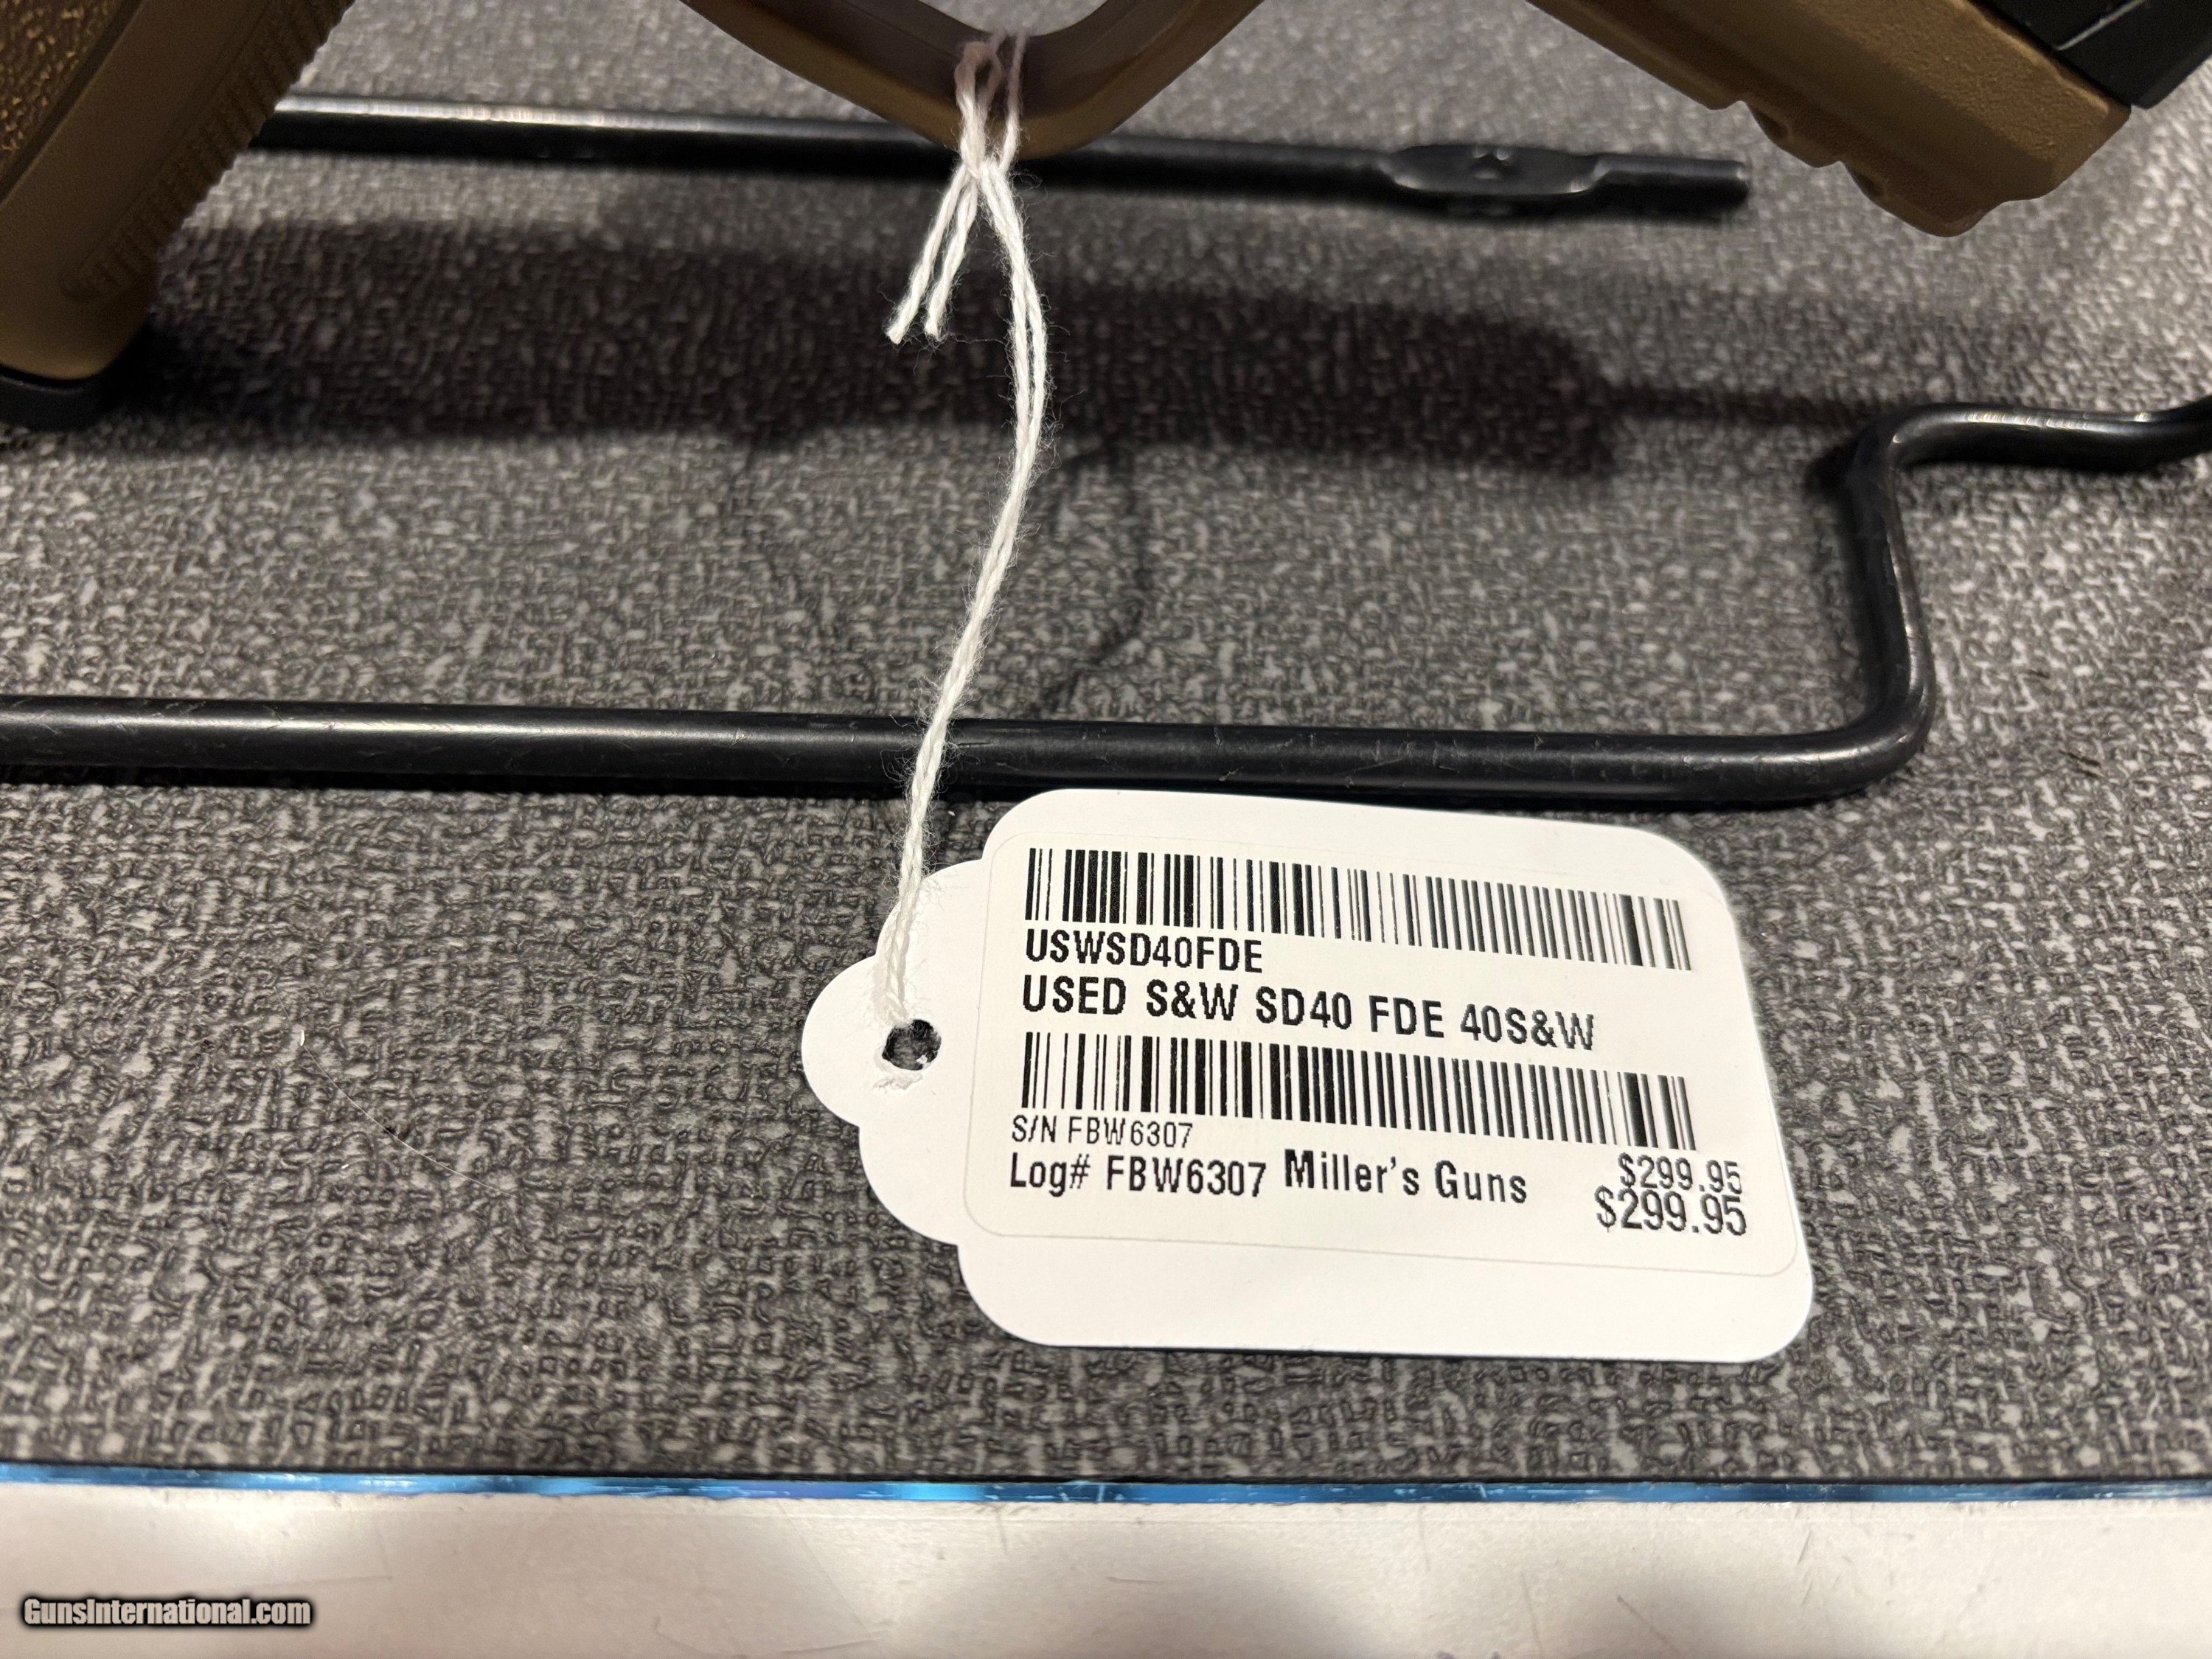 USWSD40FDE
USED S&W SD40 FDE 40S&W
S/N FBW6307
Log# FBW6307 Miller's Guns
$299.95
$299.95
GunsInternational.com